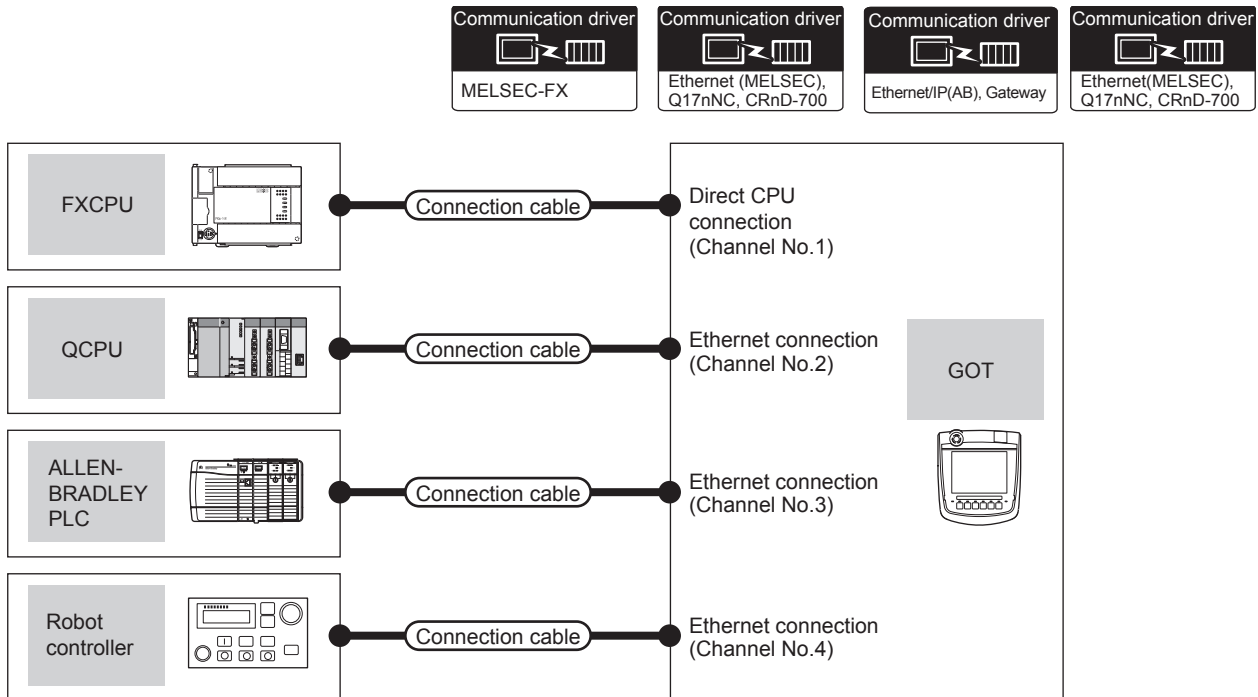 Communication driver
MELSEC-FX
Communication driver
Ethernet (MELSEC),
Q17nNC, CRnD-700
Communication driver
Ethernet/IP(AB), Gateway
Communication driver
Ethernet(MELSEC),
Q17nNC, CRnD-700
FXCPU
Connection cable
Direct CPU
connection
(Channel No.1)
QCPU
Connection cable
Ethernet connection
(Channel No.2)
GOT
ALLEN-
BRADLEY
PLC
Connection cable
Ethernet connection
(Channel No.3)
Robot
controller
Connection cable
Ethernet connection
(Channel No.4)